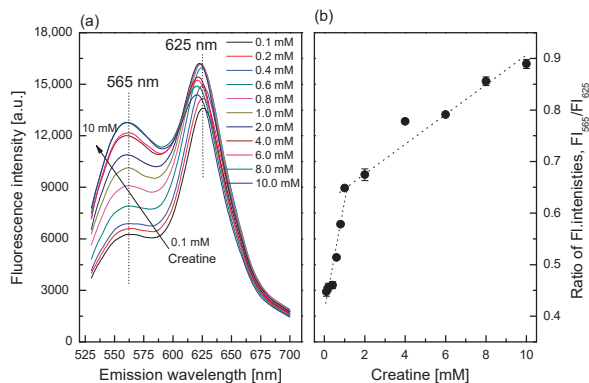 (a)
(b)
18,000
15,000
12,000
9000
6000
3000
0
Fluorescence intensity [a.u.]
525 550 575 600 625 650 675 700
Emission wavelength [nm]
565 nm
625 nm
10 mM
0.1 mM
Creatine
0.1 mM
0.2 mM
0.4 mM
0.6 mM
0.8 mM
1.0 mM
2.0 mM
4.0 mM
6.0 mM
8.0 mM
10.0 mM
0.9
0.8
0.7
0.6
0.5
0.4
Ratio of Fl.intenisties, FI565/FI625
0 2 4 6 8 10
Creatine [mM]